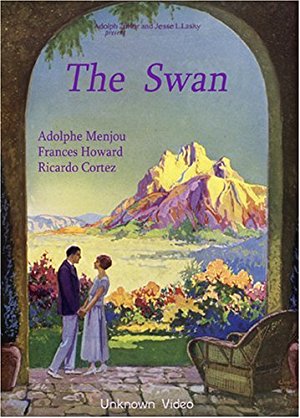 Adolph Zukor and Jesse L. Lasky
present
The Swan
Adolphe Menjou
Frances Howard
Ricardo Cortez
Unknown Video